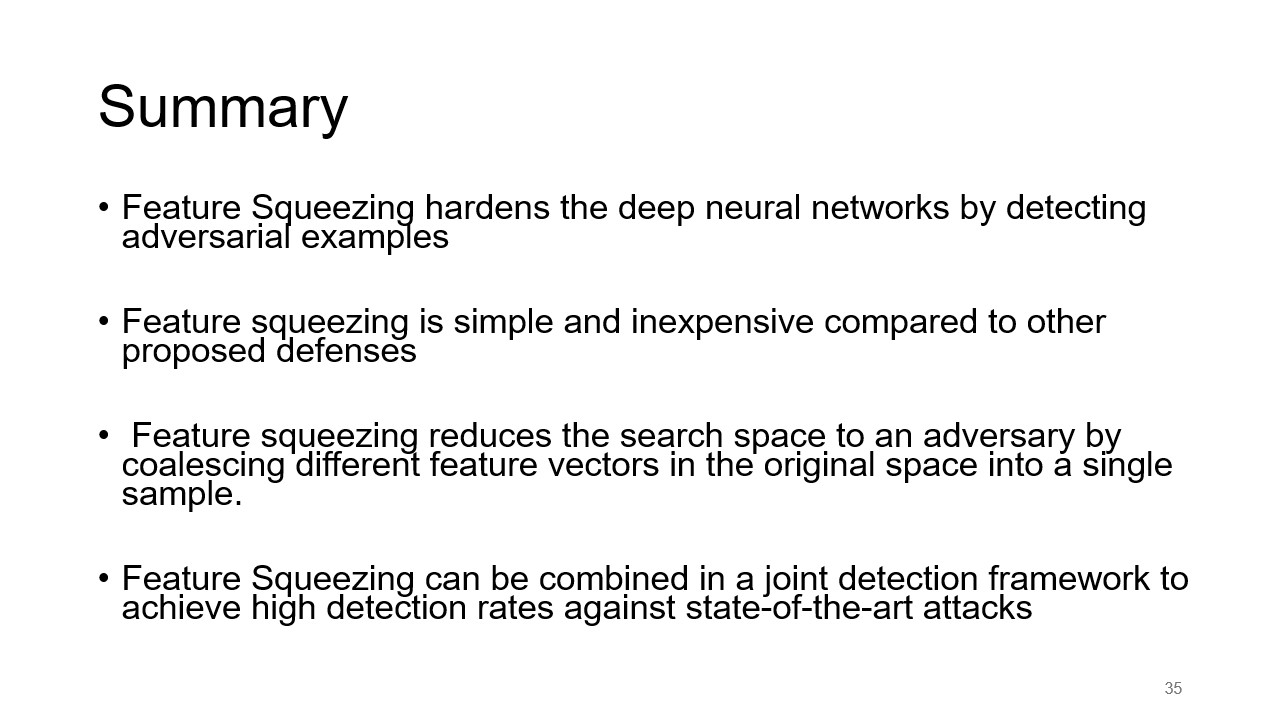 Summary
• Feature Squeezing hardens the deep neural networks by detecting
adversarial examples
• Feature squeezing is simple and inexpensive compared to other
proposed defenses
• Feature squeezing reduces the search space to an adversary by
coalescing different feature vectors in the original space into a single
sample.
• Feature Squeezing can be combined in a joint detection framework to
achieve high detection rates against state-of-the-art attacks
35